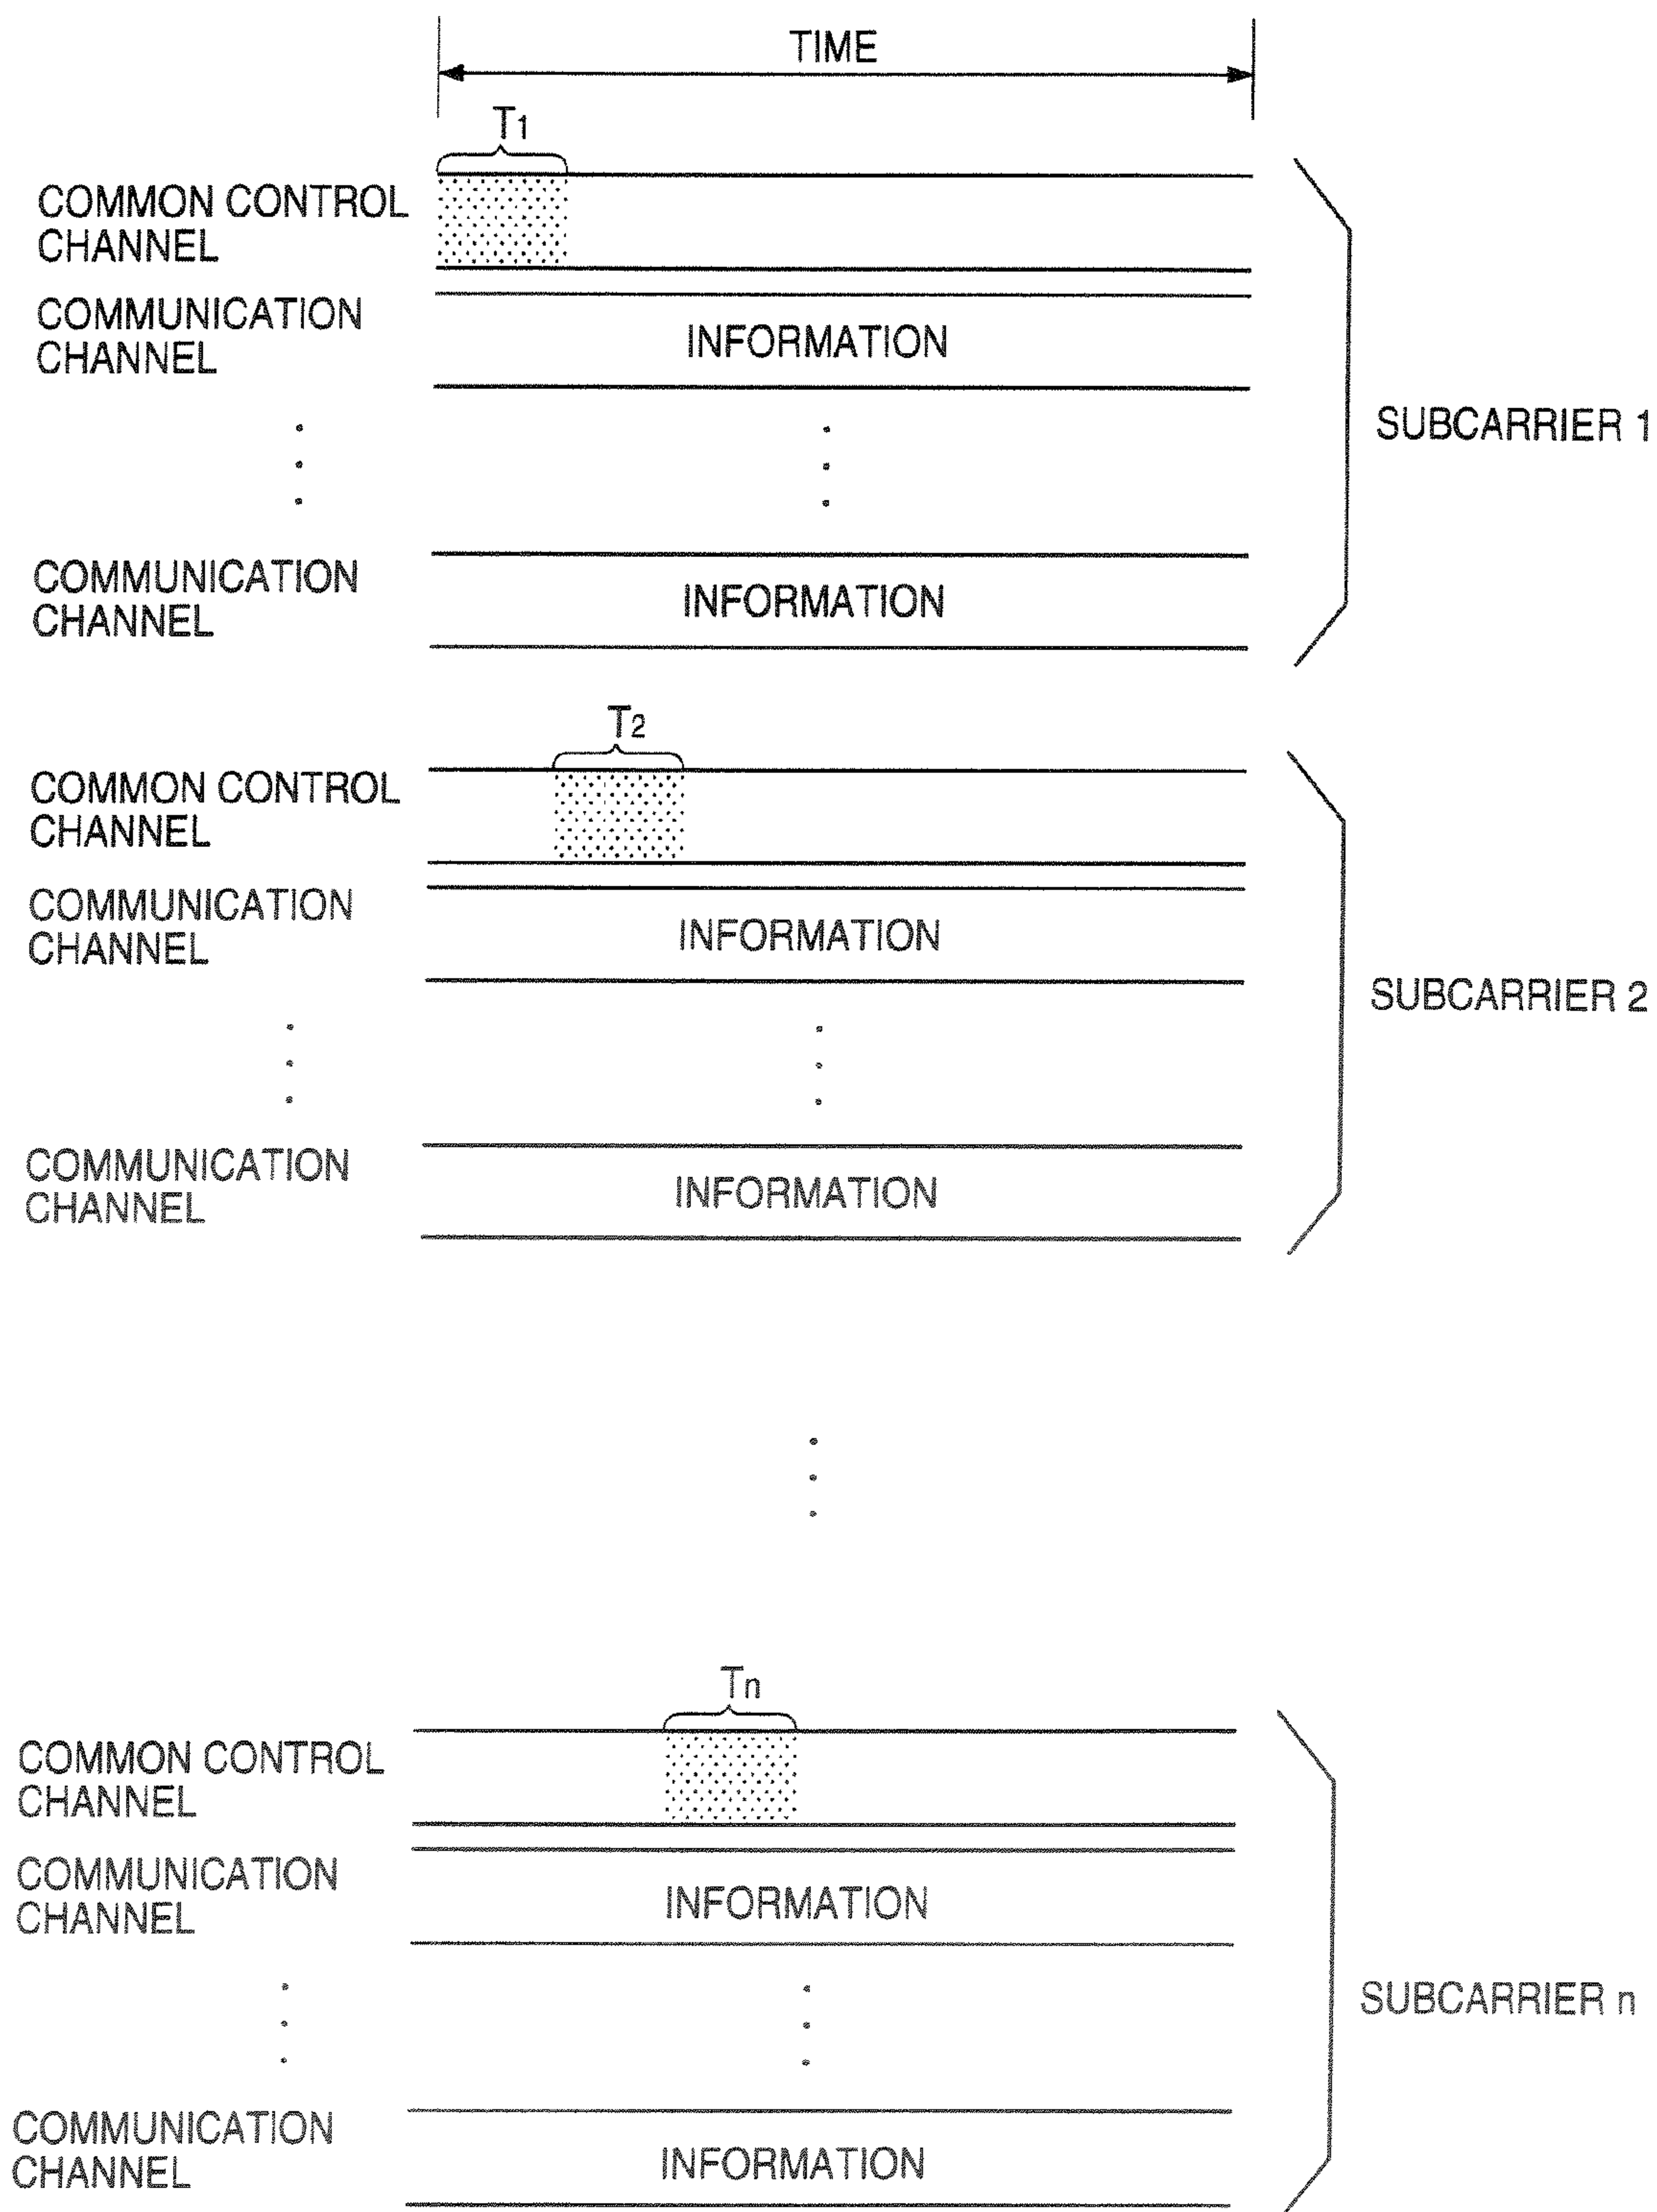 TIME
T1
COMMON CONTROL
CHANNEL
COMMUNICATION
CHANNEL
INFORMATION
SUBCARRIER 1
COMMUNICATION
CHANNEL
INFORMATION
T2
COMMON CONTROL
CHANNEL
COMMUNICATION
CHANNEL
INFORMATION
SUBCARRIER 2
COMMUNICATION
CHANNEL
INFORMATION
Tn
COMMON CONTROL
CHANNEL
COMMUNICATION
CHANNEL
INFORMATION
SUBCARRIER n
COMMUNICATION
CHANNEL
INFORMATION